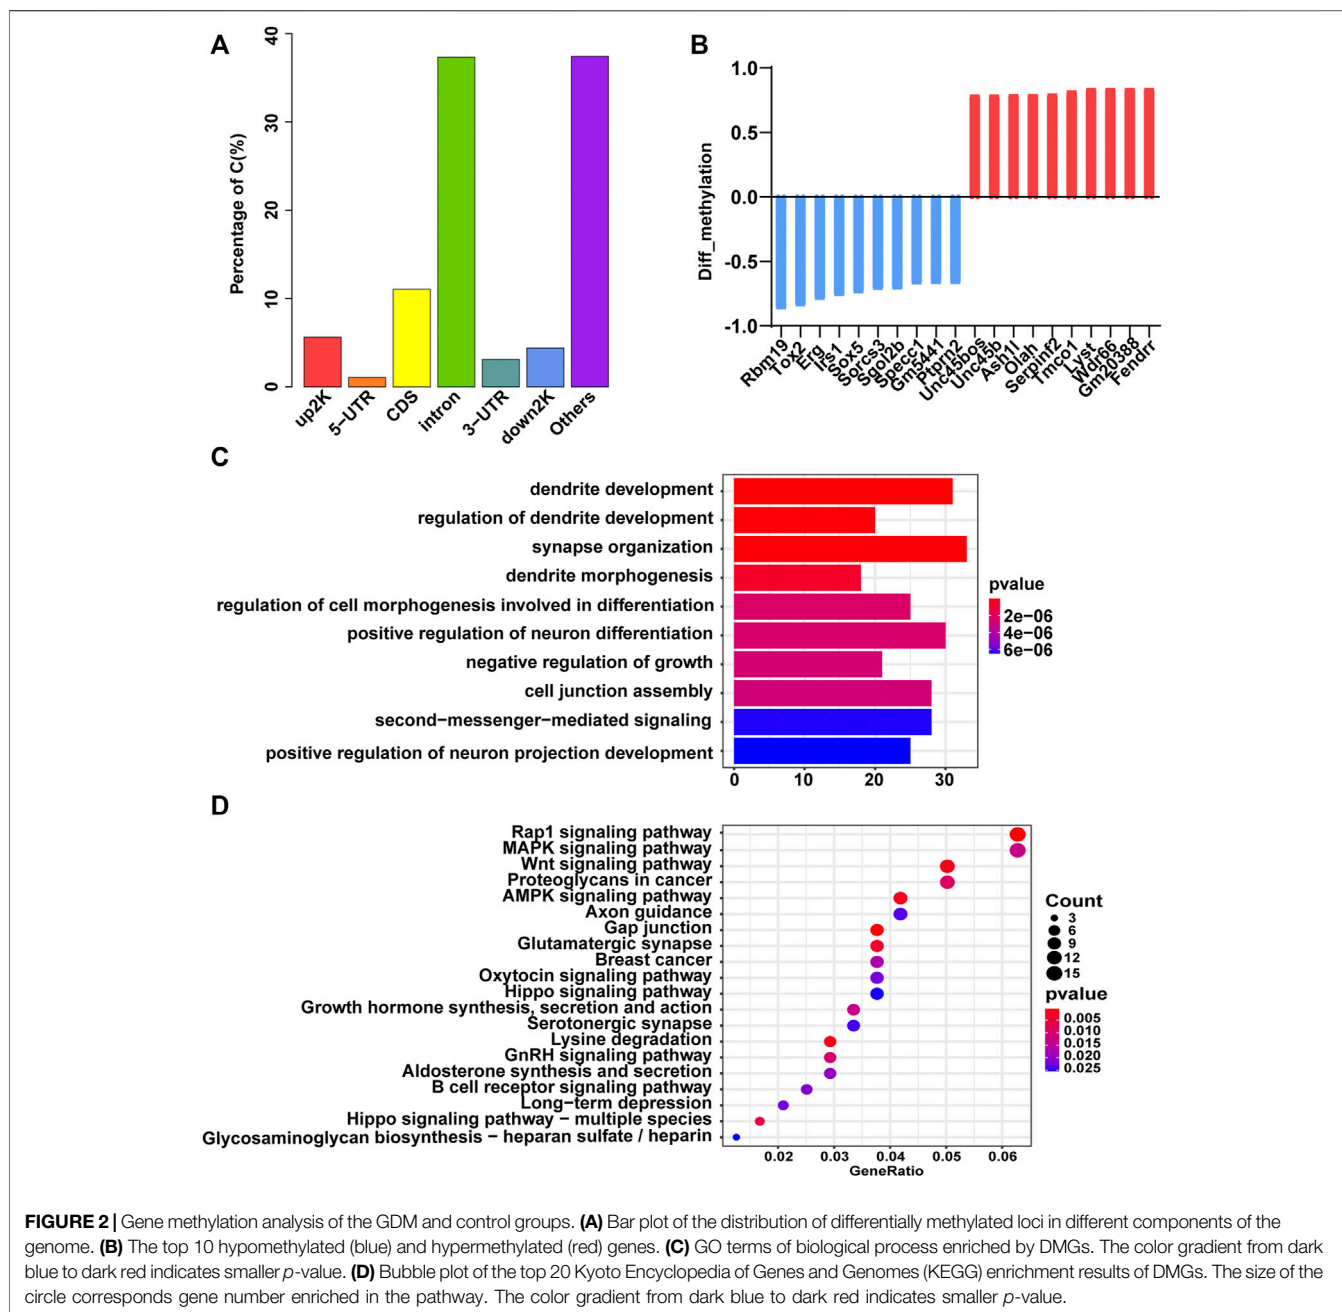 A
Percentage of C(%)
40
30
20
10
0
up2K
5−UTR
CDS
intron
3−UTR
down2K
Others
B
Diff_methylation
1.0
0.5
0.0
-0.5
-1.0
Rbm19
Tox2
Erg
Irs1
Sox5
Sorcs3
Sgol2b
Specc1
Gm5441
Ptprn2
Unc45bos
Unc45b
Ash1l
Olah
Serpinf2
Tmco1
Lyst
Wdr66
Gm20388
Fendrr
C
dendrite development
regulation of dendrite development
synapse organization
dendrite morphogenesis
regulation of cell morphogenesis involved in differentiation
positive regulation of neuron differentiation
negative regulation of growth
cell junction assembly
second−messenger−mediated signaling
positive regulation of neuron projection development
0 10 20 30
pvalue
2e−06
4e−06
6e−06
D
Rap1 signaling pathway
MAPK signaling pathway
Wnt signaling pathway
Proteoglycans in cancer
AMPK signaling pathway
Axon guidance
Gap junction
Glutamatergic synapse
Breast cancer
Oxytocin signaling pathway
Hippo signaling pathway
Growth hormone synthesis, secretion and action
Serotonergic synapse
Lysine degradation
GnRH signaling pathway
Aldosterone synthesis and secretion
B cell receptor signaling pathway
Long−term depression
Hippo signaling pathway − multiple species
Glycosaminoglycan biosynthesis − heparan sulfate / heparin
0.02 0.03 0.04 0.05 0.06
GeneRatio
Count
3
6
9
12
15
pvalue
0.005
0.010
0.015
0.020
0.025
FIGURE 2 | Gene methylation analysis of the GDM and control groups. (A) Bar plot of the distribution of differentially methylated loci in different components of the
genome. (B) The top 10 hypomethylated (blue) and hypermethylated (red) genes. (C) GO terms of biological process enriched by DMGs. The color gradient from dark
blue to dark red indicates smaller p-value. (D) Bubble plot of the top 20 Kyoto Encyclopedia of Genes and Genomes (KEGG) enrichment results of DMGs. The size of the
circle corresponds gene number enriched in the pathway. The color gradient from dark blue to dark red indicates smaller p-value.